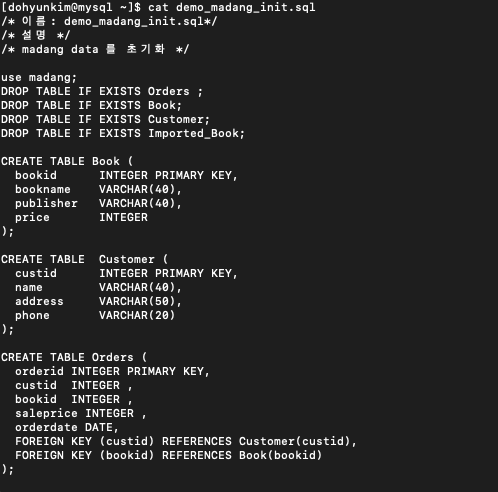 [dohyunkim@mysql ~]$ cat demo_madang_init.sql
/* 이름: demo_madang_init.sql*/
/* 설명 */
/* madang data 를 초기화 */
use madang;
DROP TABLE IF EXISTS Orders ;
DROP TABLE IF EXISTS Book;
DROP TABLE IF EXISTS Customer;
DROP TABLE IF EXISTS Imported_Book;
CREATE TABLE Book (
  bookid      INTEGER PRIMARY KEY,
  bookname    VARCHAR(40),
  publisher   VARCHAR(40),
  price       INTEGER
);
CREATE TABLE  Customer (
  custid      INTEGER PRIMARY KEY,
  name        VARCHAR(40),
  address     VARCHAR(50),
  phone       VARCHAR(20)
);
CREATE TABLE Orders (
  orderid INTEGER PRIMARY KEY,
  custid  INTEGER ,
  bookid  INTEGER ,
  saleprice INTEGER ,
  orderdate DATE,
  FOREIGN KEY (custid) REFERENCES Customer(custid),
  FOREIGN KEY (bookid) REFERENCES Book(bookid)
);